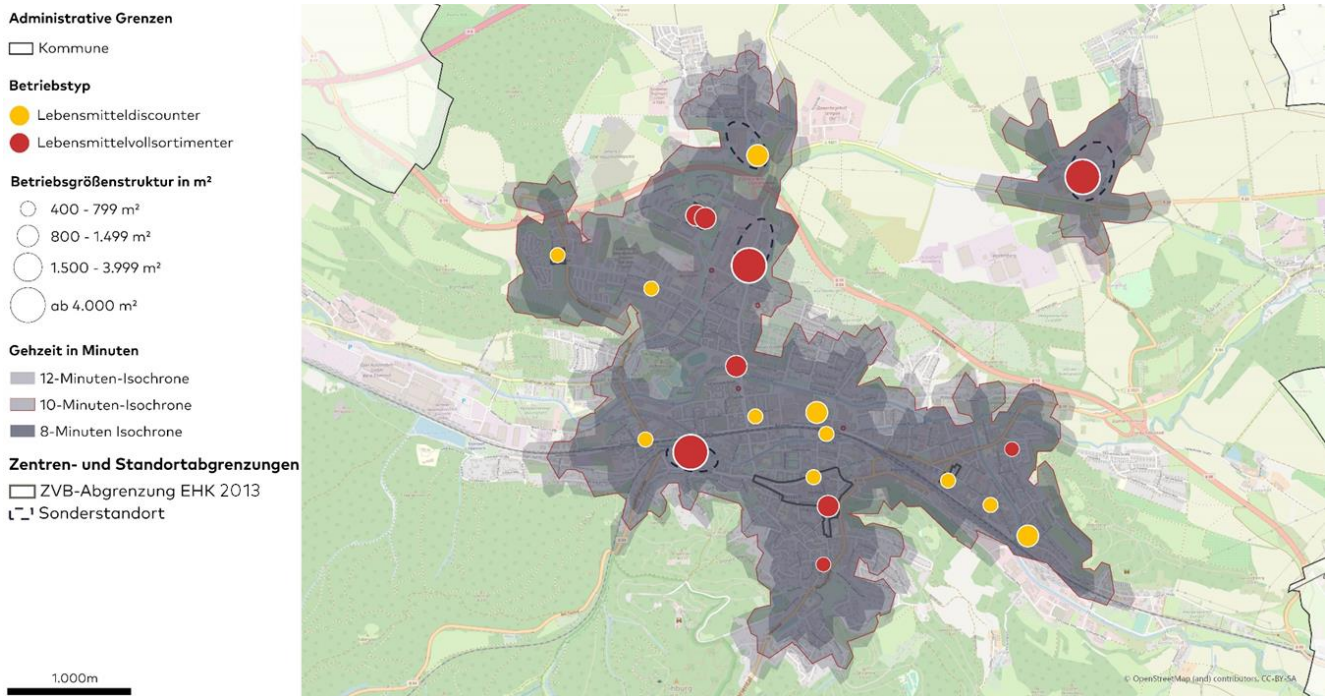 Administrative Grenzen
Kommune
Betriebstyp
Lebensmitteldiscounter
Lebensmittelvollsortimenter
Betriebsgrößenstruktur in m²
400 - 799 m²
800 - 1.499 m²
1.500 - 3.999 m²
ab 4.000 m²
Gehzeit in Minuten
12-Minuten-Isochrone
10-Minuten-Isochrone
8-Minuten Isochrone
Zentren- und Standortabgrenzungen
ZVB-Abgrenzung EHK 2013
Sonderstandort
1.000m
© OpenStreetMap (and) contributors, CC-BY-SA